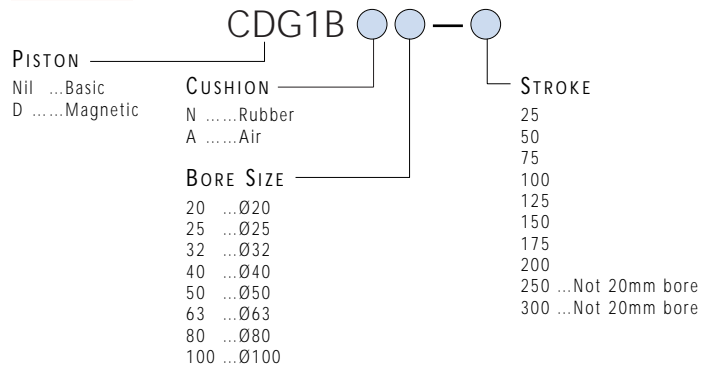 CDG1B —
PISTON
Nil ...Basic
D ......Magnetic
CUSHION
N ......Rubber
A ......Air
BORE SIZE
20 ...Ø20
25 ...Ø25
32 ...Ø32
40 ...Ø40
50 ...Ø50
63 ...Ø63
80 ...Ø80
100 ...Ø100
STROKE
25
50
75
100
125
150
175
200
250 ...Not 20mm bore
300 ...Not 20mm bore